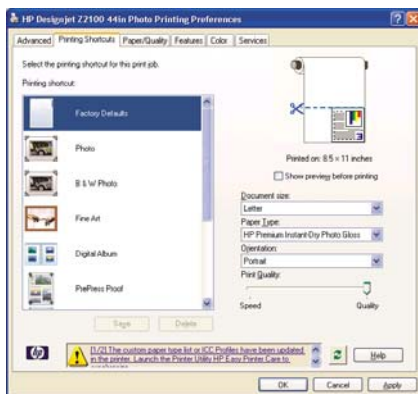 HP Designjet Z2100 44in Photo Printing Preferences
Advanced Printing Shortcuts Paper/Quality Features Color Services
Select the printing shortcut for this print job.
Printing shortcut:
Factory Defaults
Photo
B & W Photo
Fine Art
Digital Album
PrePress Proof
Save Delete
Printed on: 8.5 × 11 inches
Show preview before printing
Document size:
Letter
Paper Type:
HP Premium Instant-Dry Photo Gloss
Orientation:
Portrait
Print Quality:
Speed Quality
hp
[1/2] The custom paper type list or ICC Profiles have been updated
in the printer. Launch the Printer Utility HP Easy Printer Care to
Help
OK Cancel Apply